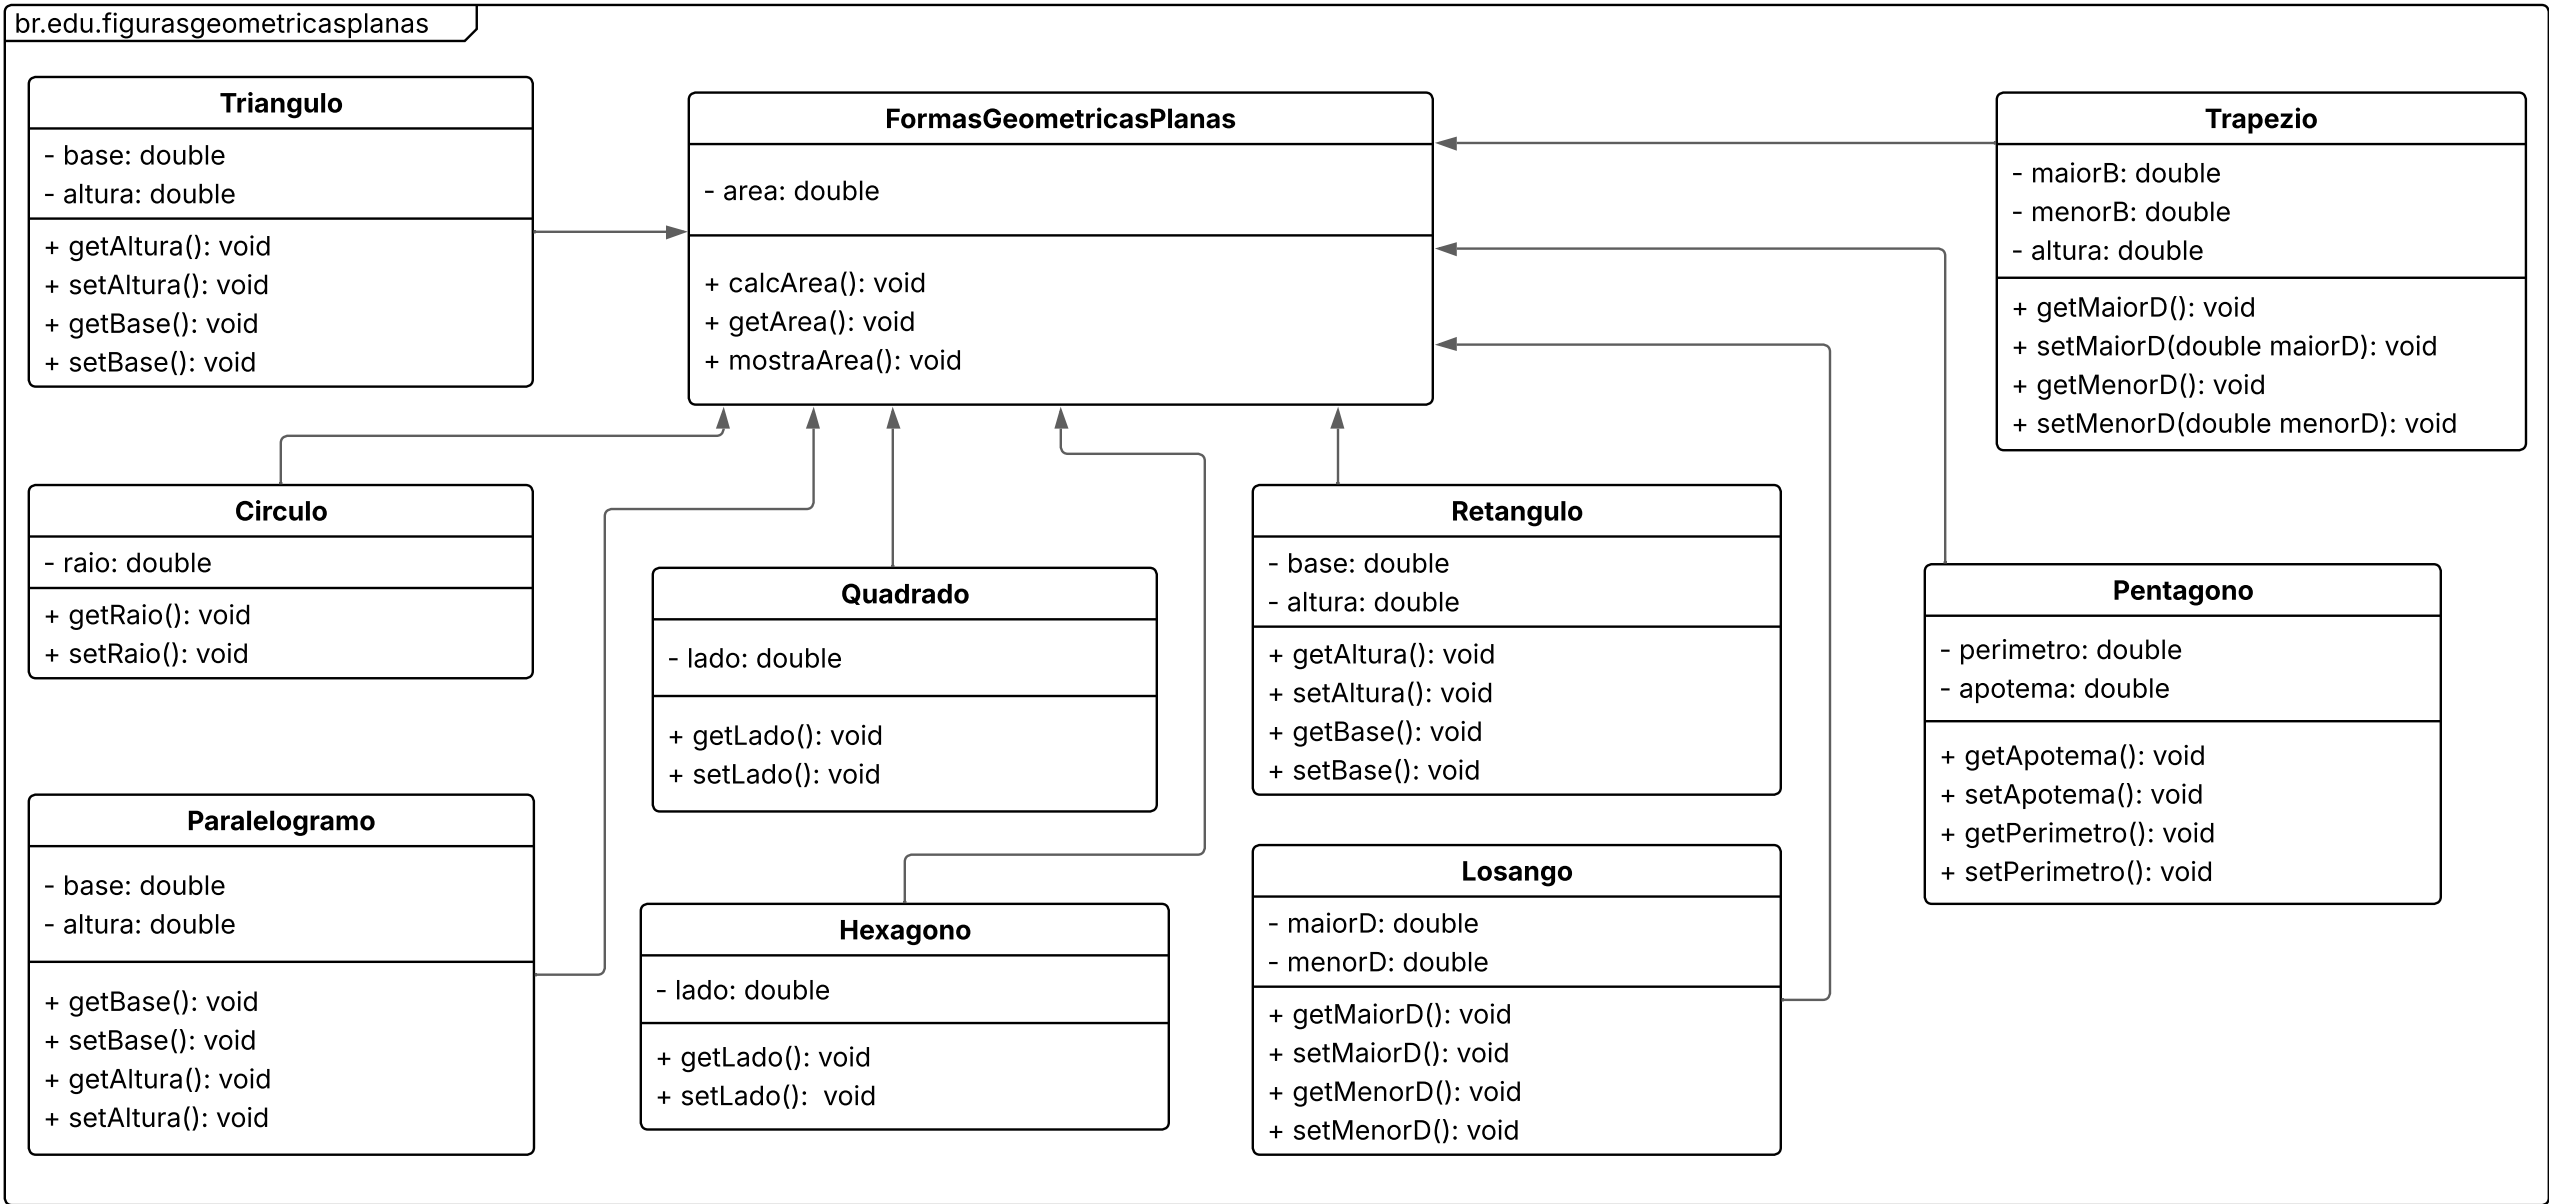 br.edu.figurasgeometricasplanas
Triangulo
- base: double
- altura: double
+ getAltura(): void
+ setAltura(): void
+ getBase(): void
+ setBase(): void
FormasGeometricasPlanas
- area: double
+ calcArea(): void
+ getArea(): void
+ mostraArea(): void
Trapezio
- maiorB: double
- menorB: double
- altura: double
+ getMaiorD(): void
+ setMaiorD(double maiorD): void
+ getMenorD(): void
+ setMenorD(double menorD): void
Circulo
- raio: double
+ getRaio(): void
+ setRaio(): void
Quadrado
- lado: double
+ getLado(): void
+ setLado(): void
Retangulo
- base: double
- altura: double
+ getAltura(): void
+ setAltura(): void
+ getBase(): void
+ setBase(): void
Pentagono
- perimetro: double
- apotema: double
+ getApotema(): void
+ setApotema(): void
+ getPerimetro(): void
+ setPerimetro(): void
Paralelogramo
- base: double
- altura: double
+ getBase(): void
+ setBase(): void
+ getAltura(): void
+ setAltura(): void
Hexagono
- lado: double
+ getLado(): void
+ setLado():  void
Losango
- maiorD: double
- menorD: double
+ getMaiorD(): void
+ setMaiorD(): void
+ getMenorD(): void
+ setMenorD(): void